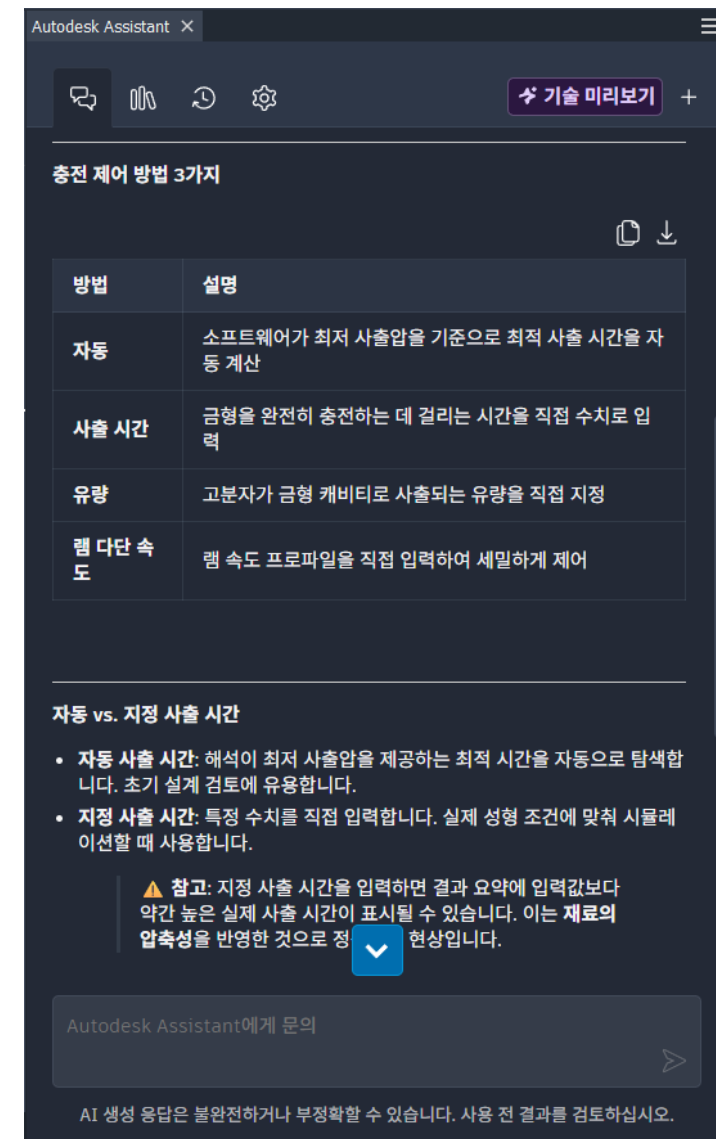 Autodesk Assistant
기술 미리보기
충전 제어 방법 3가지
방법 설명
자동 소프트웨어가 최저 사출압을 기준으로 최적 사출 시간을 자
동 계산
사출 시간 금형을 완전히 충전하는 데 걸리는 시간을 직접 수치로 입
력
유량 고분자가 금형 캐비티로 사출되는 유량을 직접 지정
램 다단 속
도 램 속도 프로파일을 직접 입력하여 세밀하게 제어
자동 vs. 지정 사출 시간
• 자동 사출 시간: 해석이 최저 사출압을 제공하는 최적 시간을 자동으로 탐색합
니다. 초기 설계 검토에 유용합니다.
• 지정 사출 시간: 특정 수치를 직접 입력합니다. 실제 성형 조건에 맞춰 시뮬레
이션할 때 사용합니다.
⚠ 참고: 지정 사출 시간을 입력하면 결과 요약에 입력값보다
약간 높은 실제 사출 시간이 표시될 수 있습니다. 이는 재료의
압축성을 반영한 것으로 현상입니다.
Autodesk Assistant에게 문의
AI 생성 응답은 불완전하거나 부정확할 수 있습니다. 사용 전 결과를 검토하십시오.